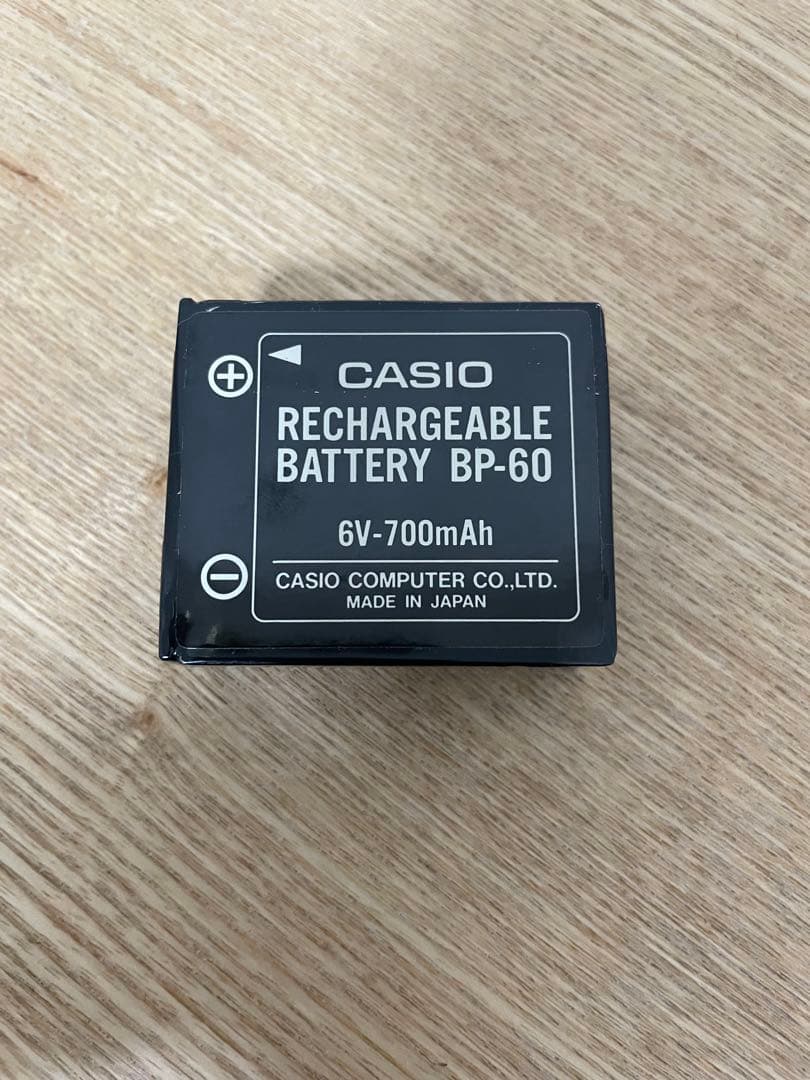 CASIO
RECHARGEABLE
BATTERY BP-60
6V-700mAh
CASIO COMPUTER CO.,LTD.
MADE IN JAPAN
+
−